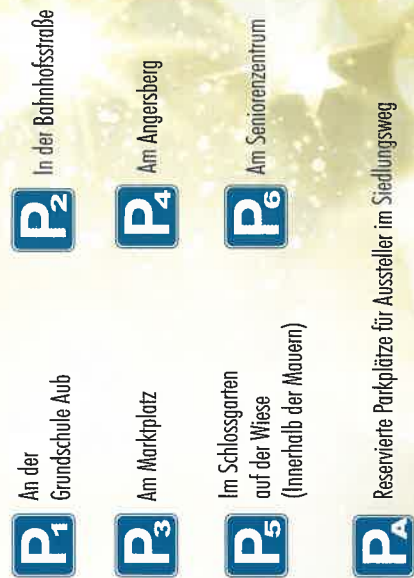 P1 An der
Grundschule Aub
P2 In der Bahnhofsstraße
P3 Am Marktplatz
P4 Am Angersberg
P5 Im Schlossgarten
auf der Wiese
(Innerhalb der Mauern)
P6 Am Seniorenzentrum
PA Reservierte Parkplätze für Aussteller im Siedlungsweg